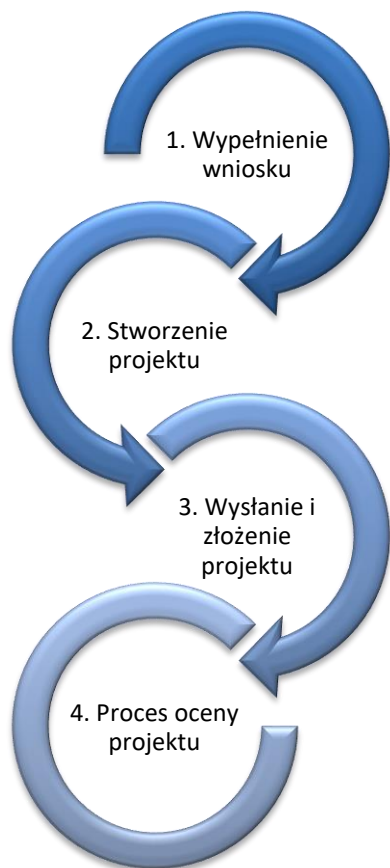 1. Wypełnienie
wniosku
2. Stworzenie
projektu
3. Wysłanie i
złożenie
projektu
4. Proces oceny
projektu